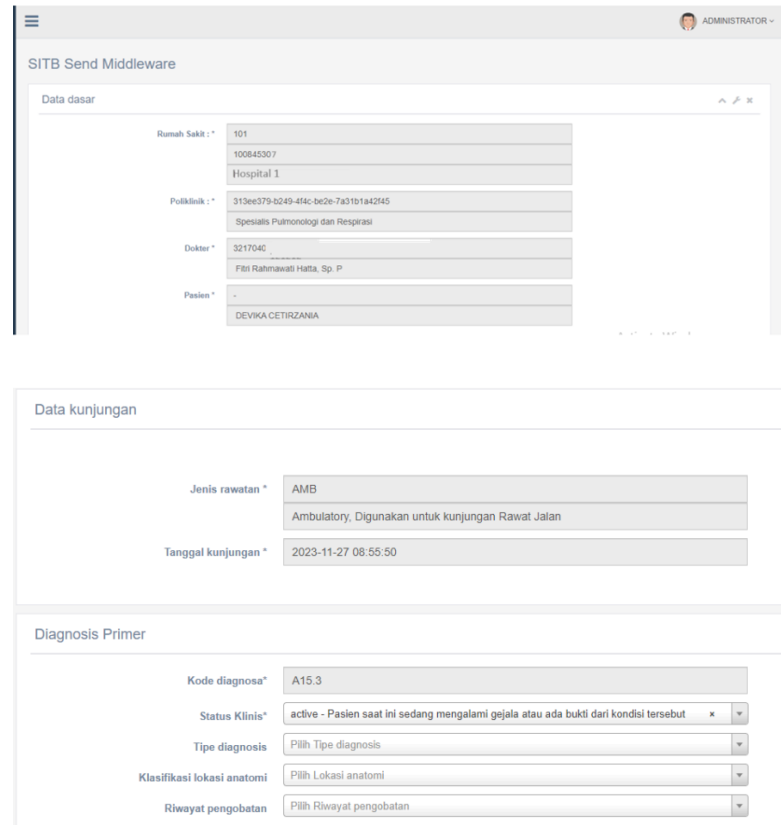 ADMINISTRATOR
SITB Send Middleware
Data dasar
Rumah Sakit : * 101
100845307
Hospital 1
Poliklinik : * 313ee379-b249-4f4c-be2e-7a31b1a42f45
Spesialis Pulmonologi dan Respirasi
Dokter * 3217040
Fitri Rahmawati Hatta, Sp. P
Pasien * -
DEVIKA CETIRZANIA
Data kunjungan
Jenis rawatan * AMB
Ambulatory, Digunakan untuk kunjungan Rawat Jalan
Tanggal kunjungan * 2023-11-27 08:55:50
Diagnosis Primer
Kode diagnosa* A15.3
Status Klinis* active - Pasien saat ini sedang mengalami gejala atau ada bukti dari kondisi tersebut ×
Tipe diagnosis Pilih Tipe diagnosis
Klasifikasi lokasi anatomi Pilih Lokasi anatomi
Riwayat pengobatan Pilih Riwayat pengobatan